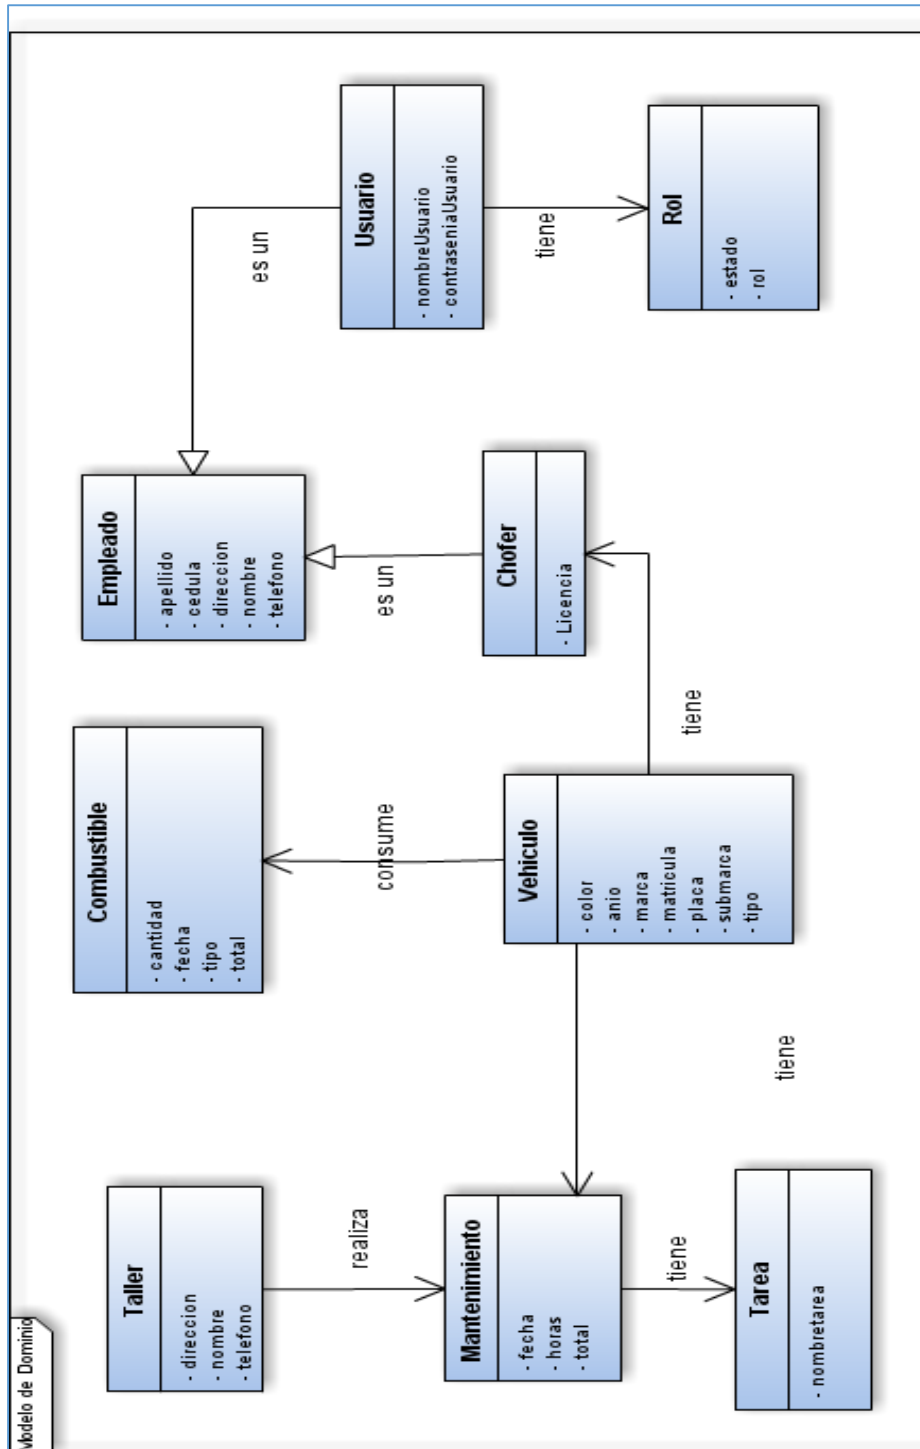 Modelo de Dominio
Taller
- direccion
- nombre
- telefono
realiza
Mantenimiento
- fecha
- horas
- total
tiene
Tarea
- nombretarea
tiene
Combustible
- cantidad
- fecha
- tipo
- total
consume
Vehiculo
- color
- anio
- marca
- matricula
- placa
- submarca
- tipo
tiene
Empleado
- apellido
- cedula
- direccion
- nombre
- telefono
es un
Chofer
- Licencia
es un
Usuario
- nombreUsuario
- contraseniaUsuario
tiene
Rol
- estado
- rol